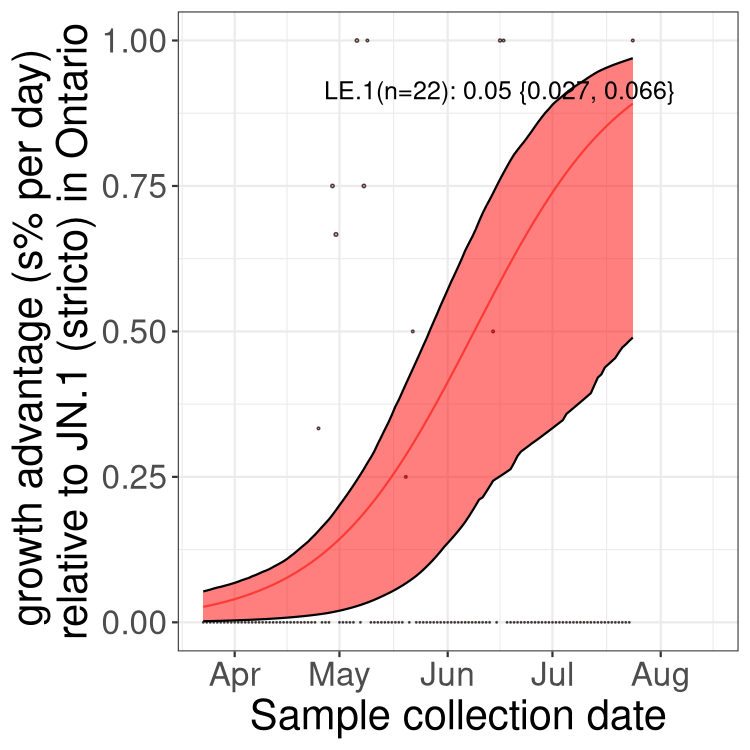 growth advantage (s% per day)
relative to JN.1 (stricto) in Ontario
1.00
0.75
0.50
0.25
0.00
LE.1(n=22): 0.05 {0.027, 0.066}
Apr May Jun Jul Aug
Sample collection date